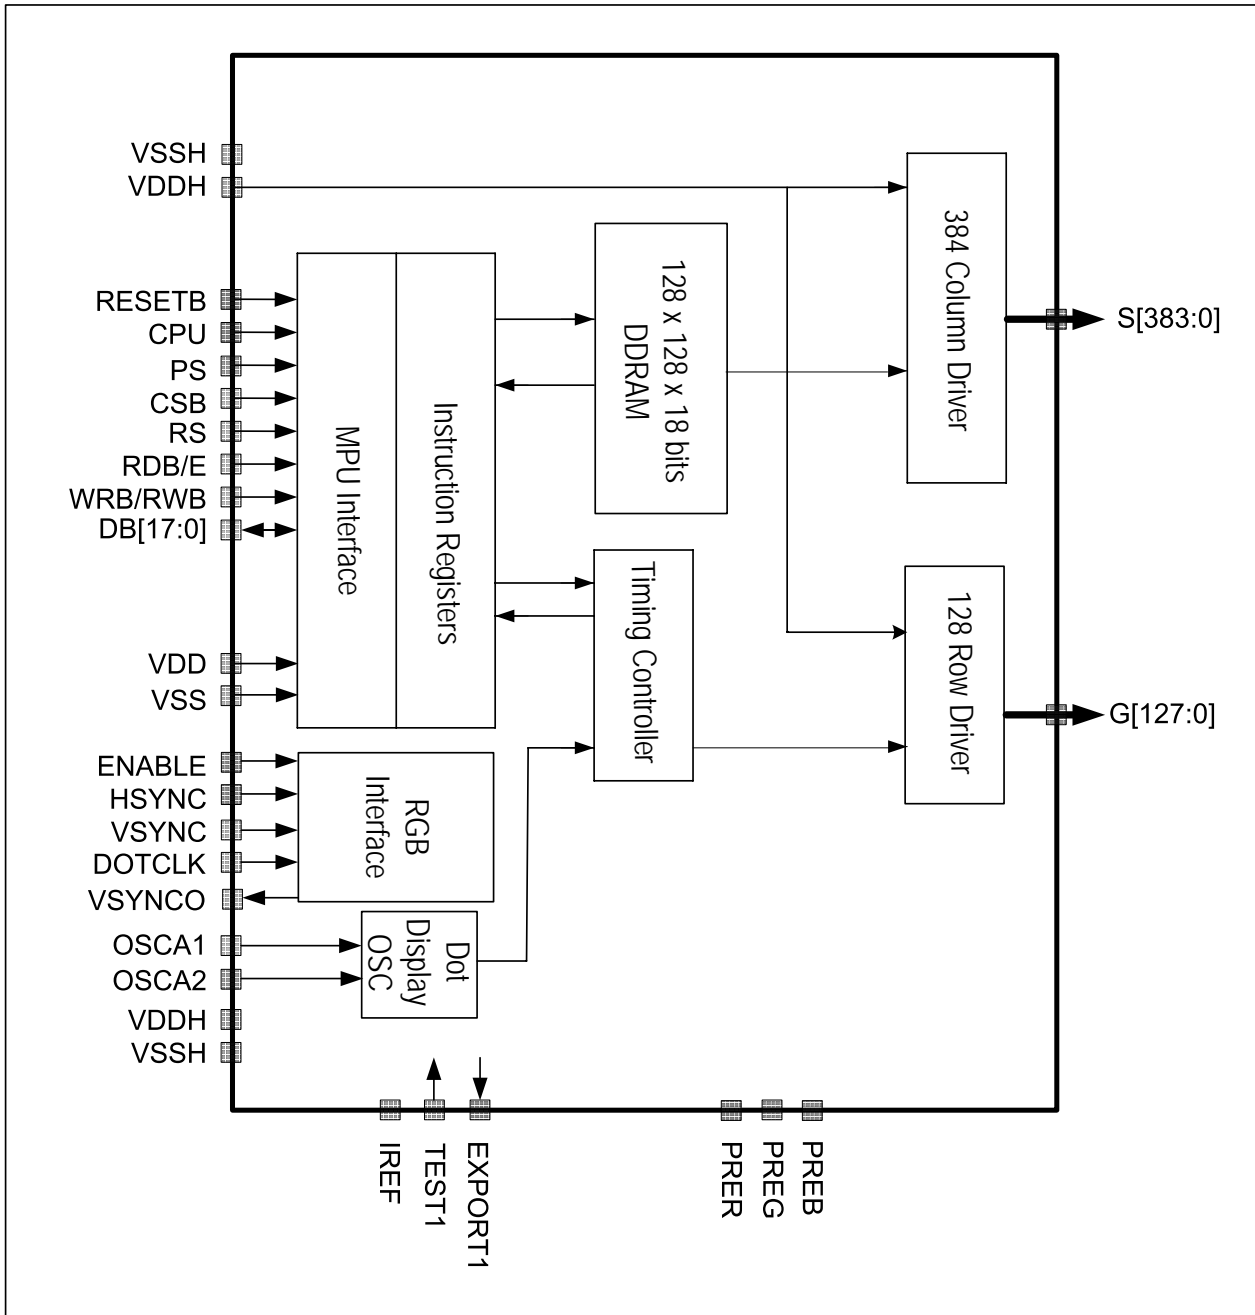 VSSH
VDDH
RESETB
CPU
PS
CSB
RS
RDB/E
WRB/RWB
DB[17:0]
VDD
VSS
ENABLE
HSYNC
VSYNC
DOTCLK
VSYNCO
OSCA1
OSCA2
VDDH
VSSH
MPU Interface
Instruction Registers
RGB
Interface
Dot
Display
OSC
128 x 128 x 18 bits
DDRAM
Timing Controller
384 Column Driver
128 Row Driver
S[383:0]
G[127:0]
IREF
TEST1
EXPORT1
PRER
PREG
PREB